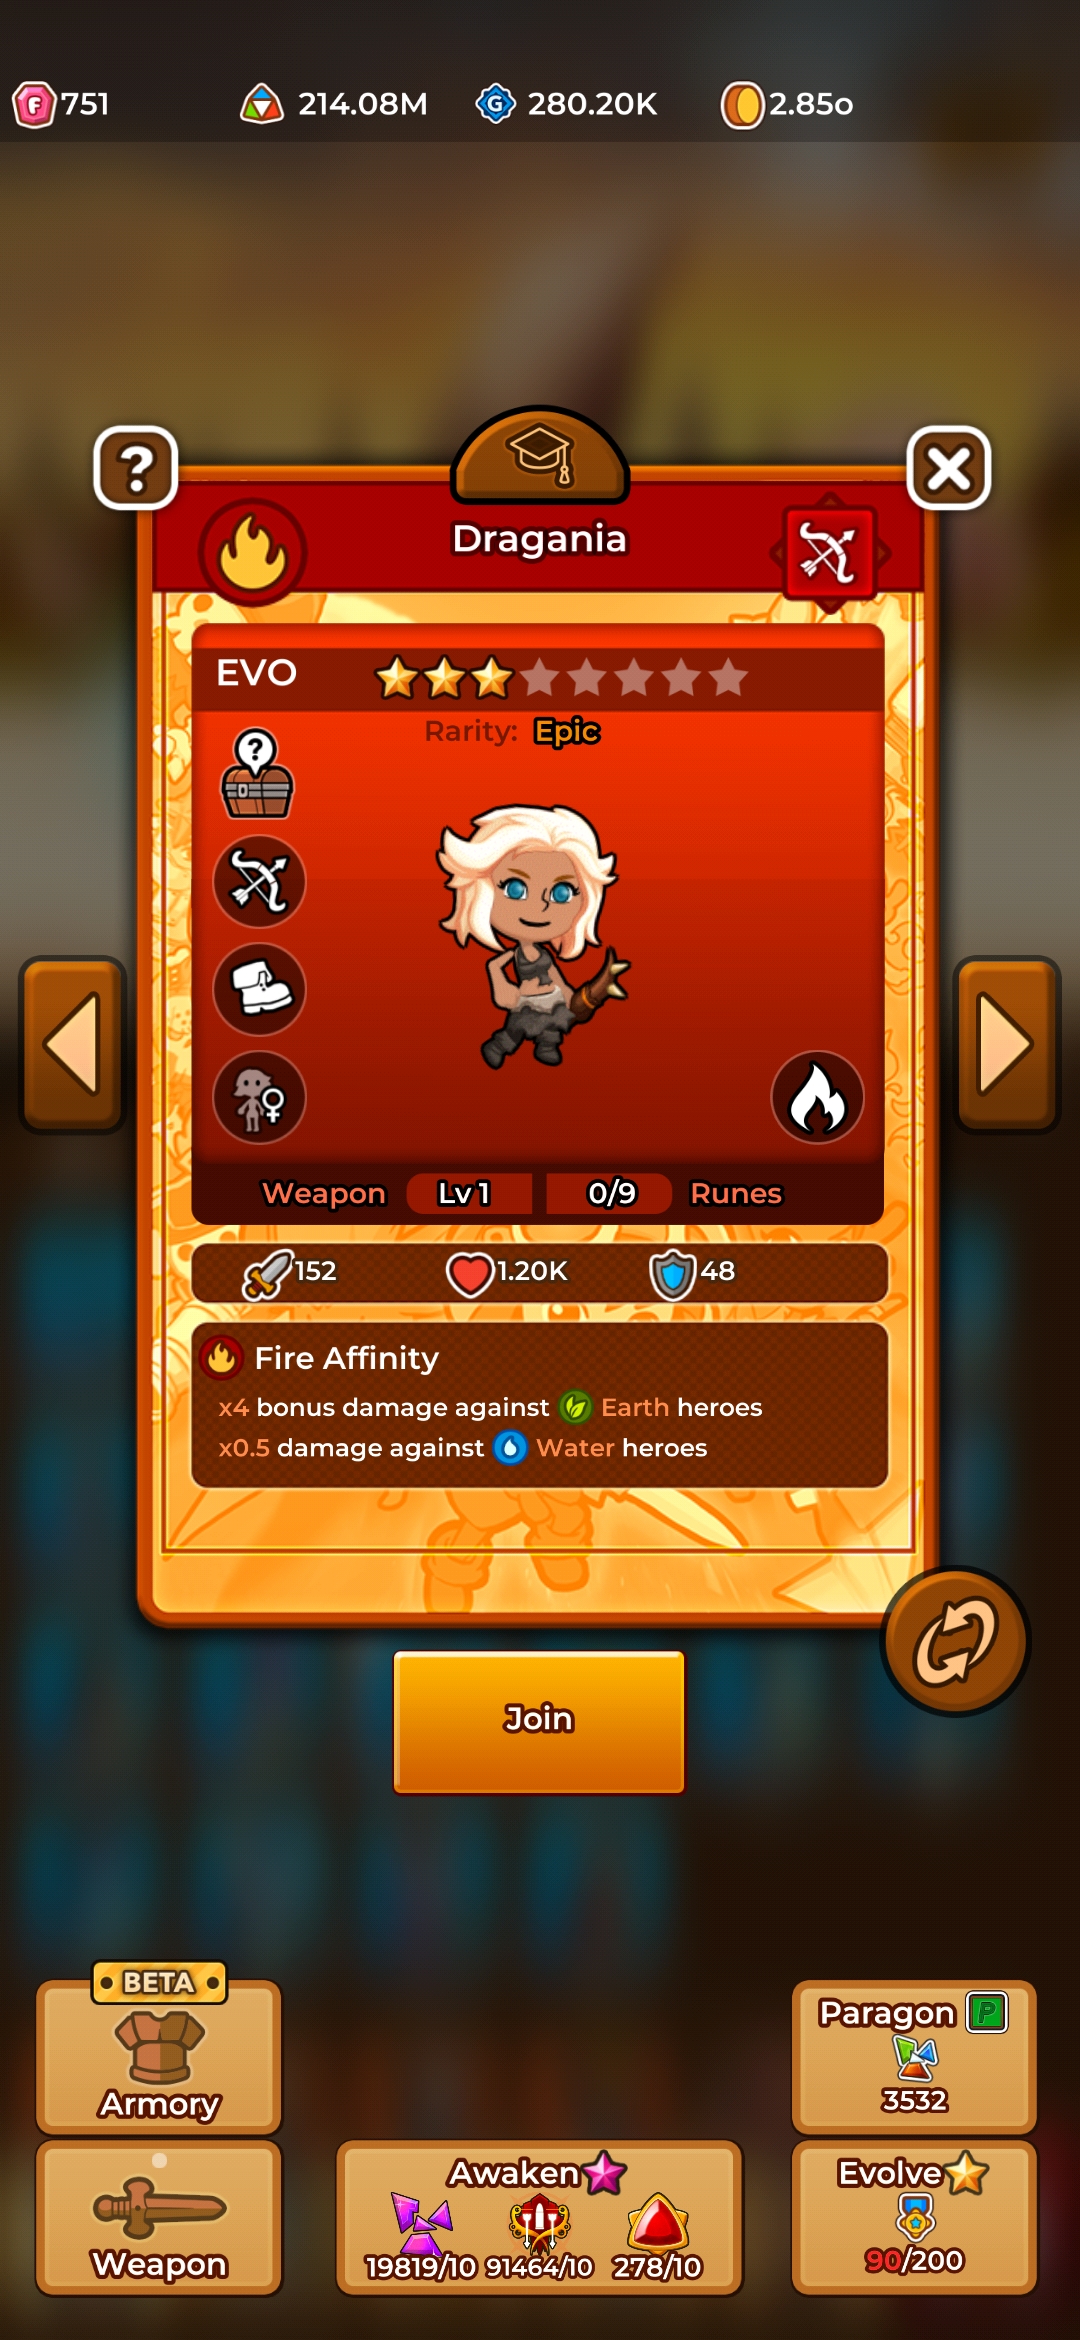 F 751 214.08M G 280.20K 2.85o
?
Dragania
EVO
Rarity: Epic
?
Weapon Lv 1 0/9 Runes
152 1.20K 48
Fire Affinity
x4 bonus damage against Earth heroes
x0.5 damage against Water heroes
Join
BETA
Armory
Paragon P
3532
Weapon
Awaken
19819/10 91464/10 278/10
Evolve
90/200